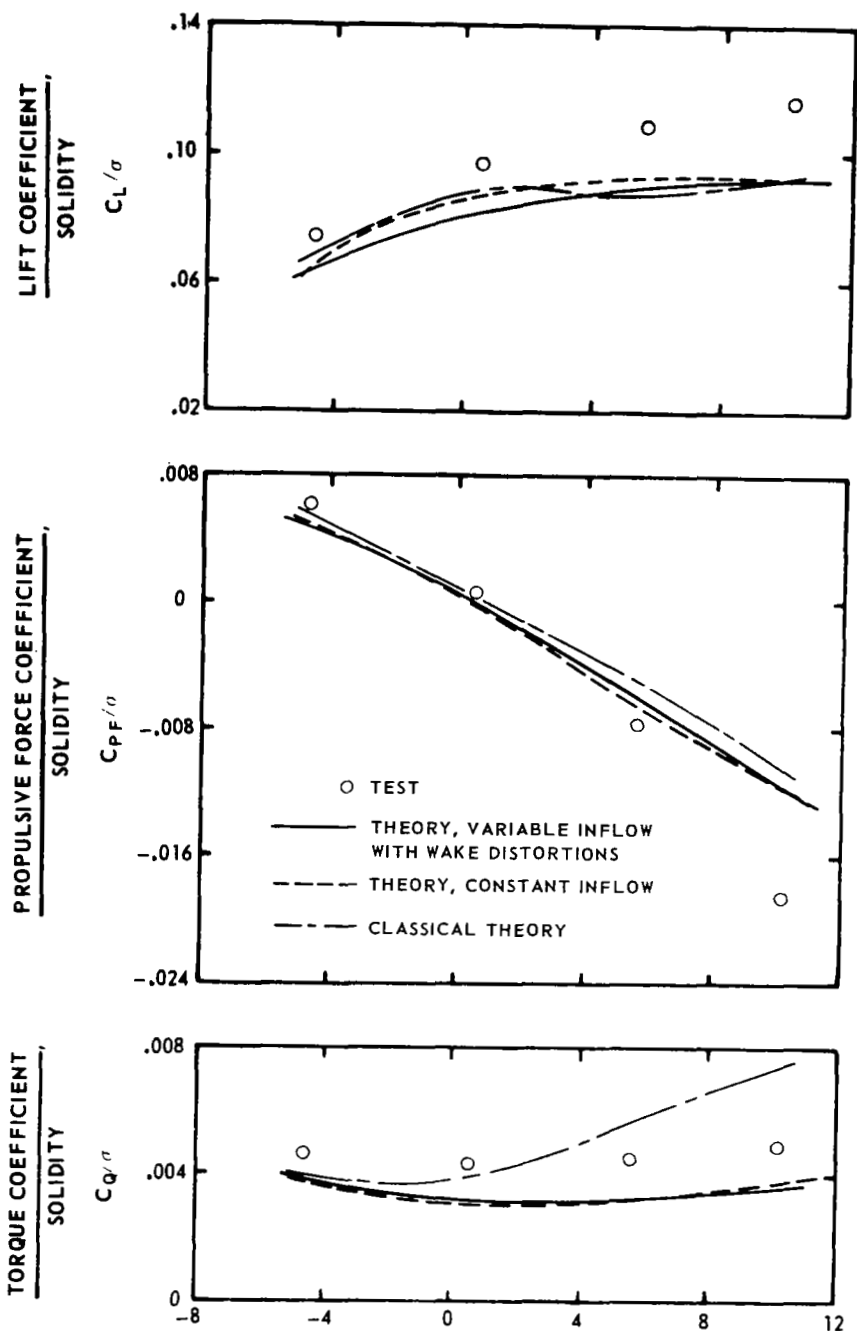 LIFT COEFFICIENT,
SOLIDITY
C_L/σ
.14
.10
.06
.02
PROPULSIVE FORCE COEFFICIENT,
SOLIDITY
C_PF/σ
.008
0
-.008
-.016
-.024
TEST
THEORY, VARIABLE INFLOW
WITH WAKE DISTORTIONS
THEORY, CONSTANT INFLOW
CLASSICAL THEORY
TORQUE COEFFICIENT,
SOLIDITY
C_Q/σ
.008
.004
0
-8 -4 0 4 8 12